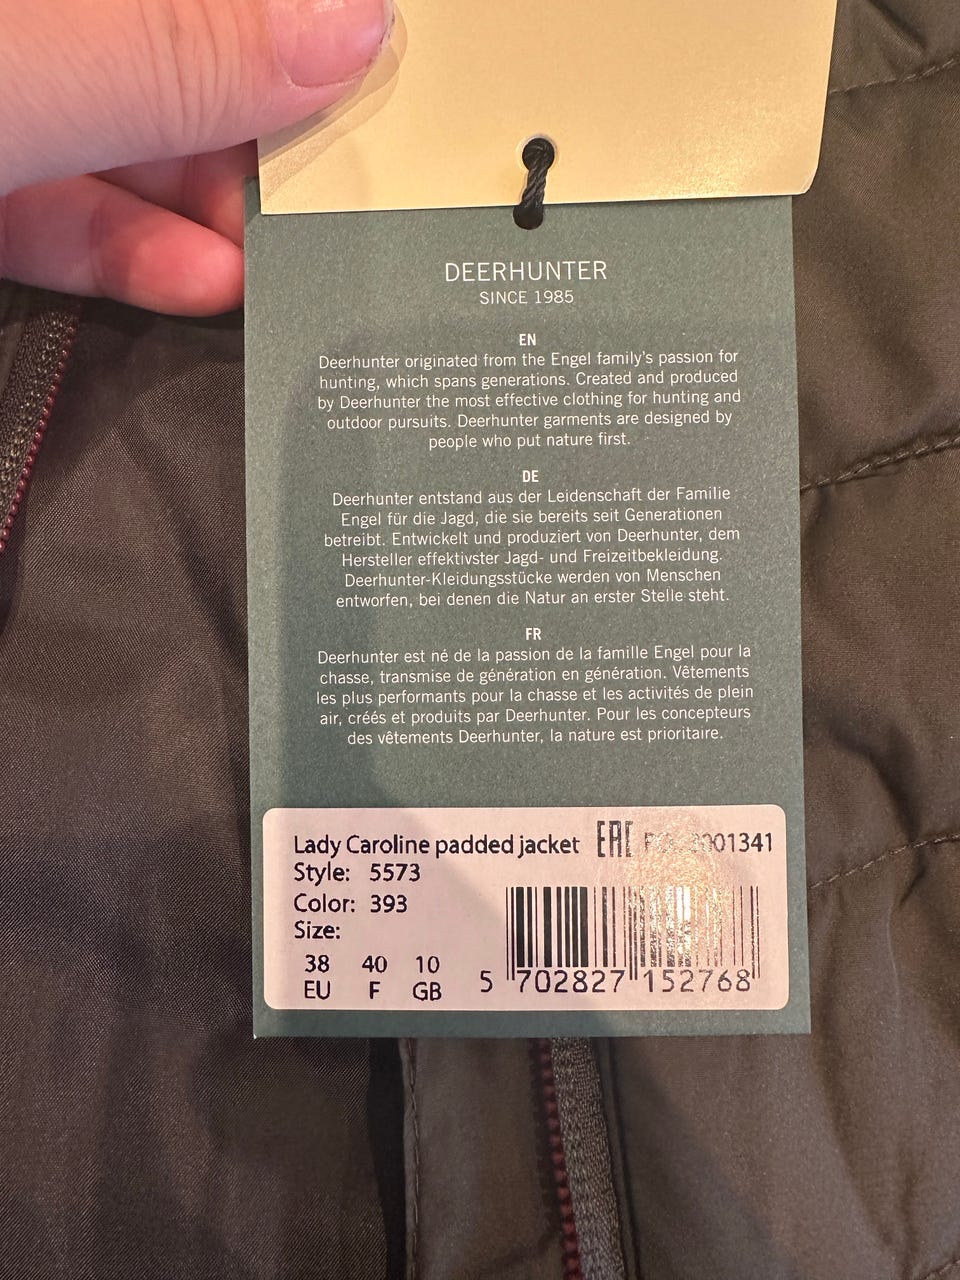 DEERHUNTER
SINCE 1985
EN
Deerhunter originated from the Engel family's passion for
hunting, which spans generations. Created and produced
by Deerhunter the most effective clothing for hunting and
outdoor pursuits. Deerhunter garments are designed by
people who put nature first.
DE
Deerhunter entstand aus der Leidenschaft der Familie
Engel für die Jagd, die sie bereits seit Generationen
betreibt. Entwickelt und produziert von Deerhunter, dem
Hersteller effektivster Jagd- und Freizeitbekleidung.
Deerhunter-Kleidungsstücke werden von Menschen
entworfen, bei denen die Natur an erster Stelle steht.
FR
Deerhunter est né de la passion de la famille Engel pour la
chasse, transmise de génération en génération. Vêtements
les plus performants pour la chasse et les activités de plein
air, créés et produits par Deerhunter. Pour les concepteurs
des vêtements Deerhunter, la nature est prioritaire.
Lady Caroline padded jacket EAC
Style: 5573
Color: 393
Size:
38 40 10
EU F GB
5 702827 152768